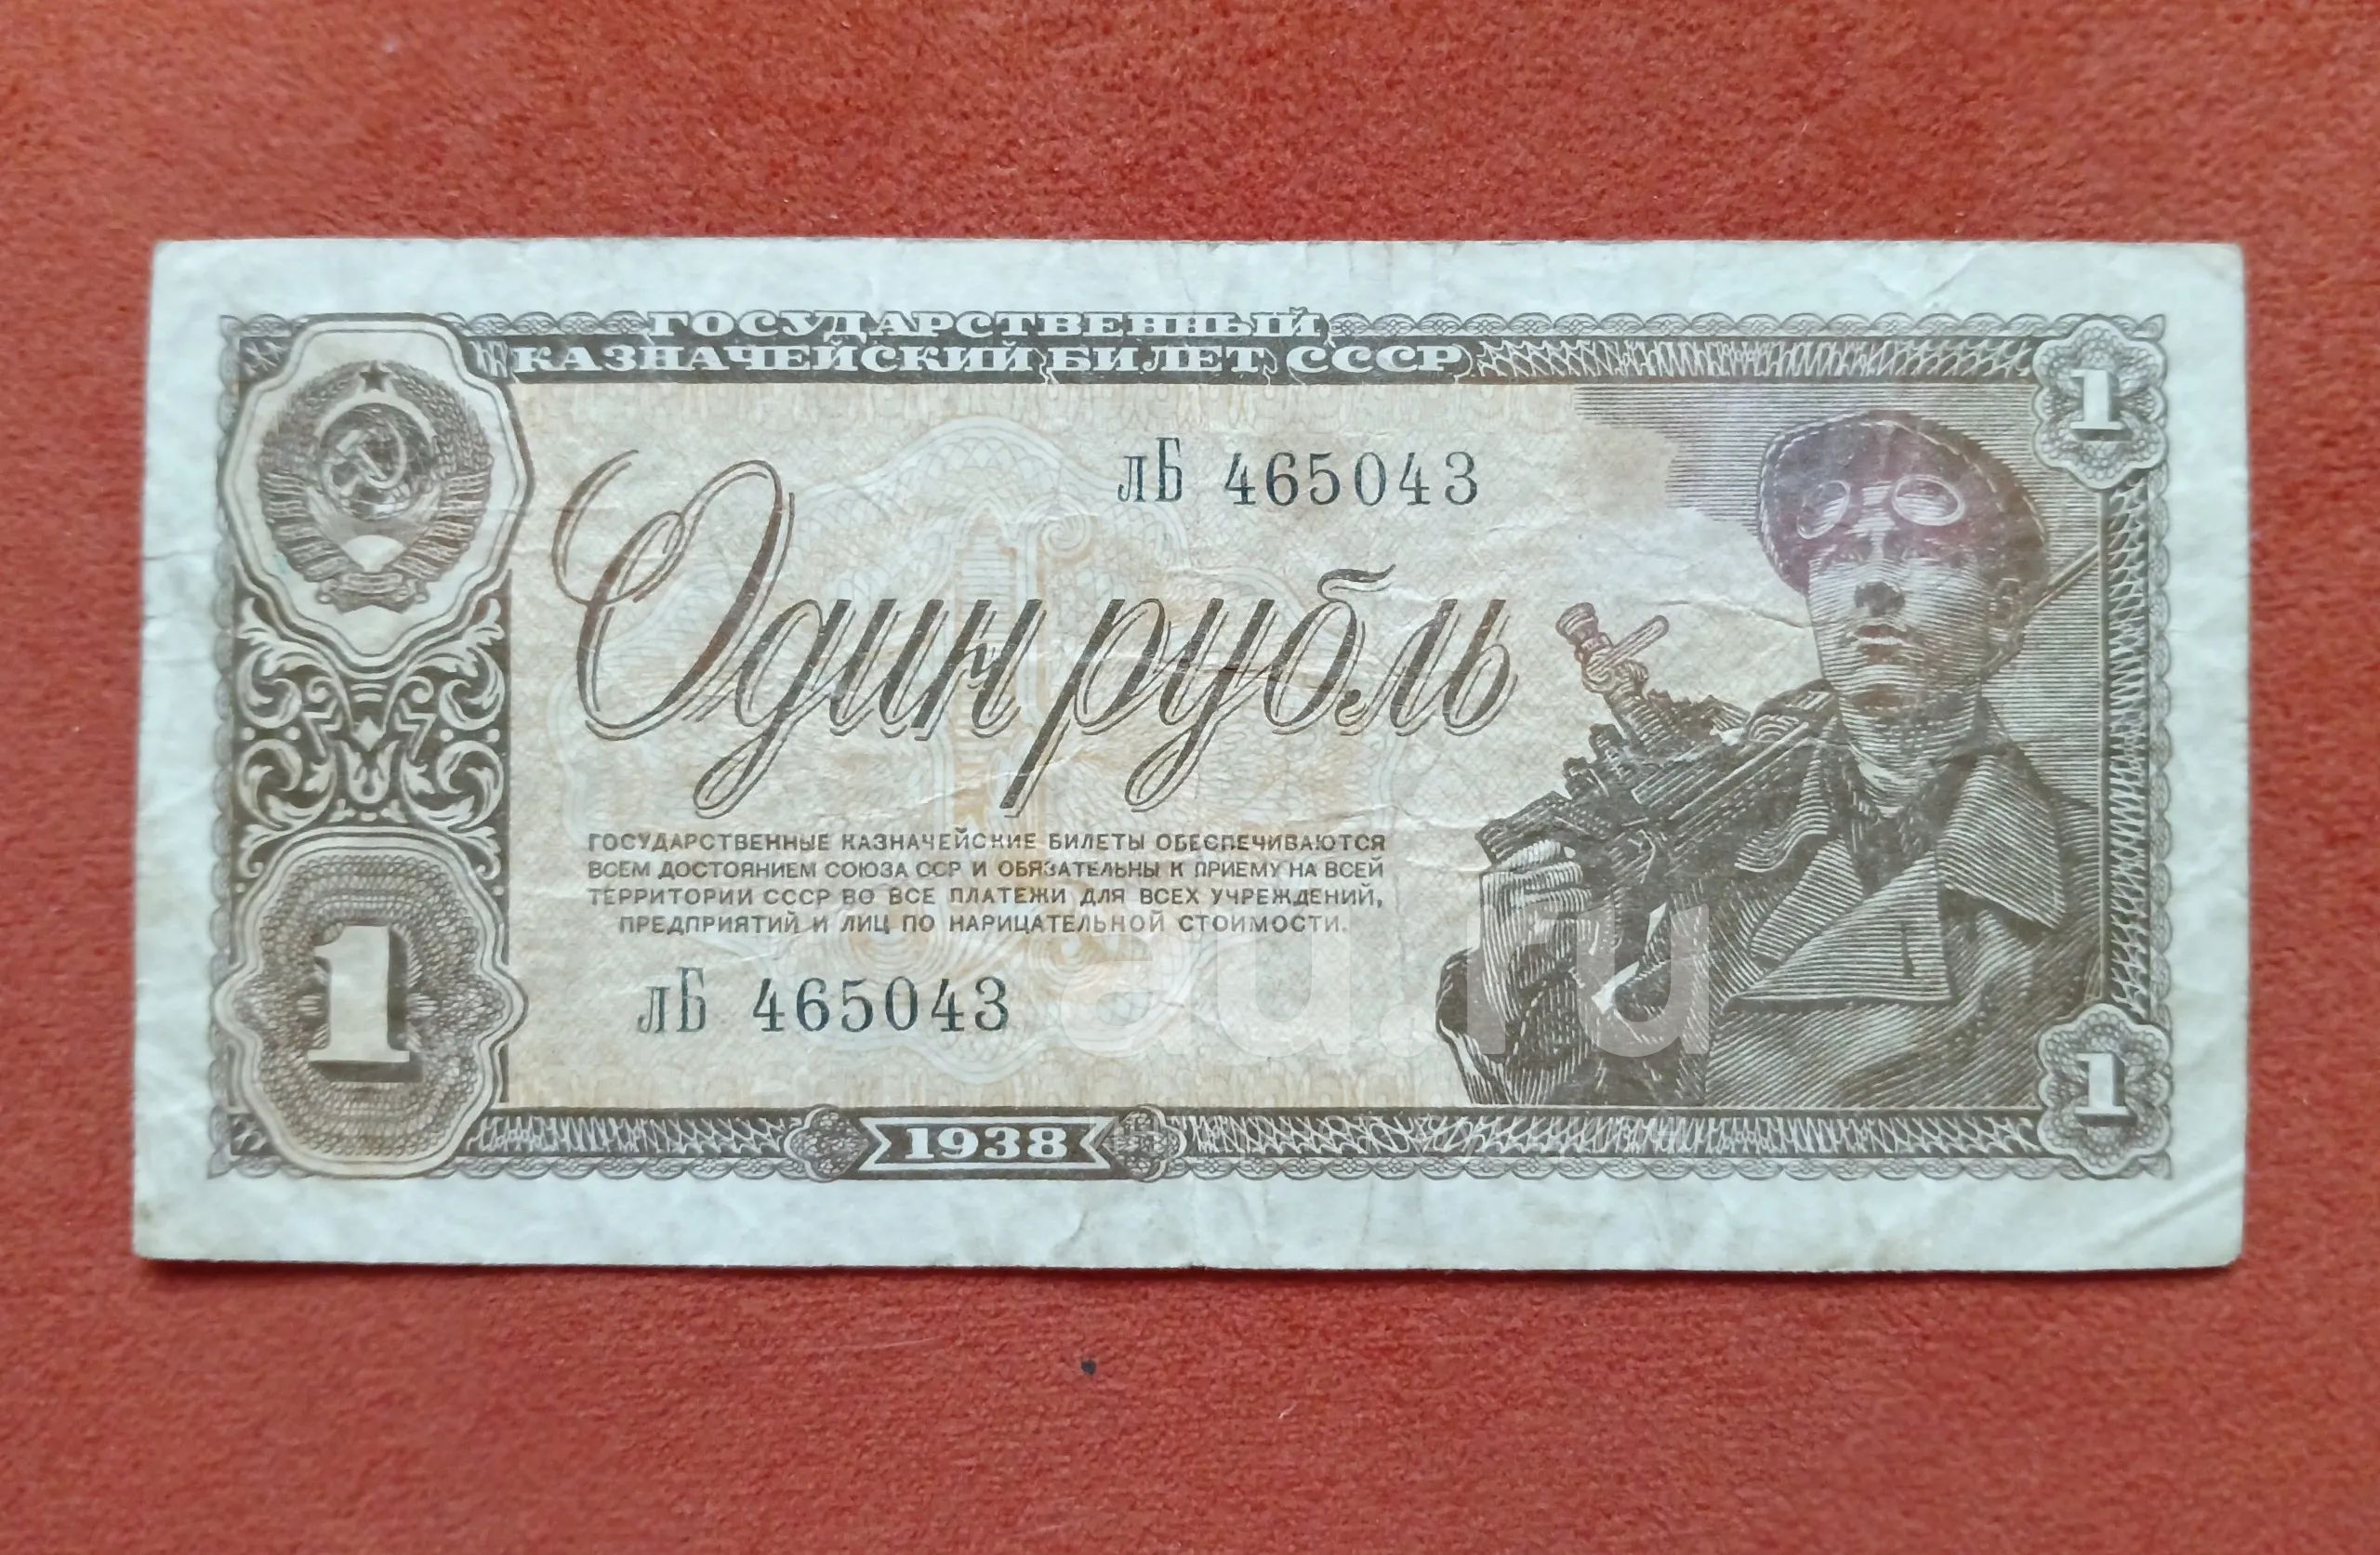 ГОСУДАРСТВЕННЫЙ
КАЗНАЧЕЙСКИЙ БИЛЕТ СССР
1
лБ 465043
Один рубль
ГОСУДАРСТВЕННЫЕ КАЗНАЧЕЙСКИЕ БИЛЕТЫ ОБЕСПЕЧИВАЮТСЯ
ВСЕМ ДОСТОЯНИЕМ СОЮЗА ССР И ОБЯЗАТЕЛЬНЫ К ПРИЕМУ НА ВСЕЙ
ТЕРРИТОРИИ СССР ВО ВСЕ ПЛАТЕЖИ ДЛЯ ВСЕХ УЧРЕЖДЕНИЙ,
ПРЕДПРИЯТИЙ И ЛИЦ ПО НАРИЦАТЕЛЬНОЙ СТОИМОСТИ.
au.ru
1
лБ 465043
1
1938